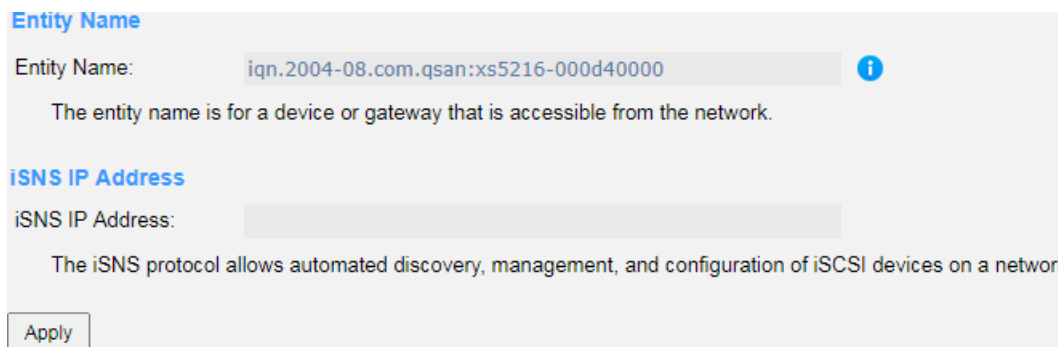 Entity Name
Entity Name: iqn.2004-08.com.qsan:xs5216-000d40000
The entity name is for a device or gateway that is accessible from the network.
iSNS IP Address
iSNS IP Address:
The iSNS protocol allows automated discovery, management, and configuration of iSCSI devices on a networ
Apply